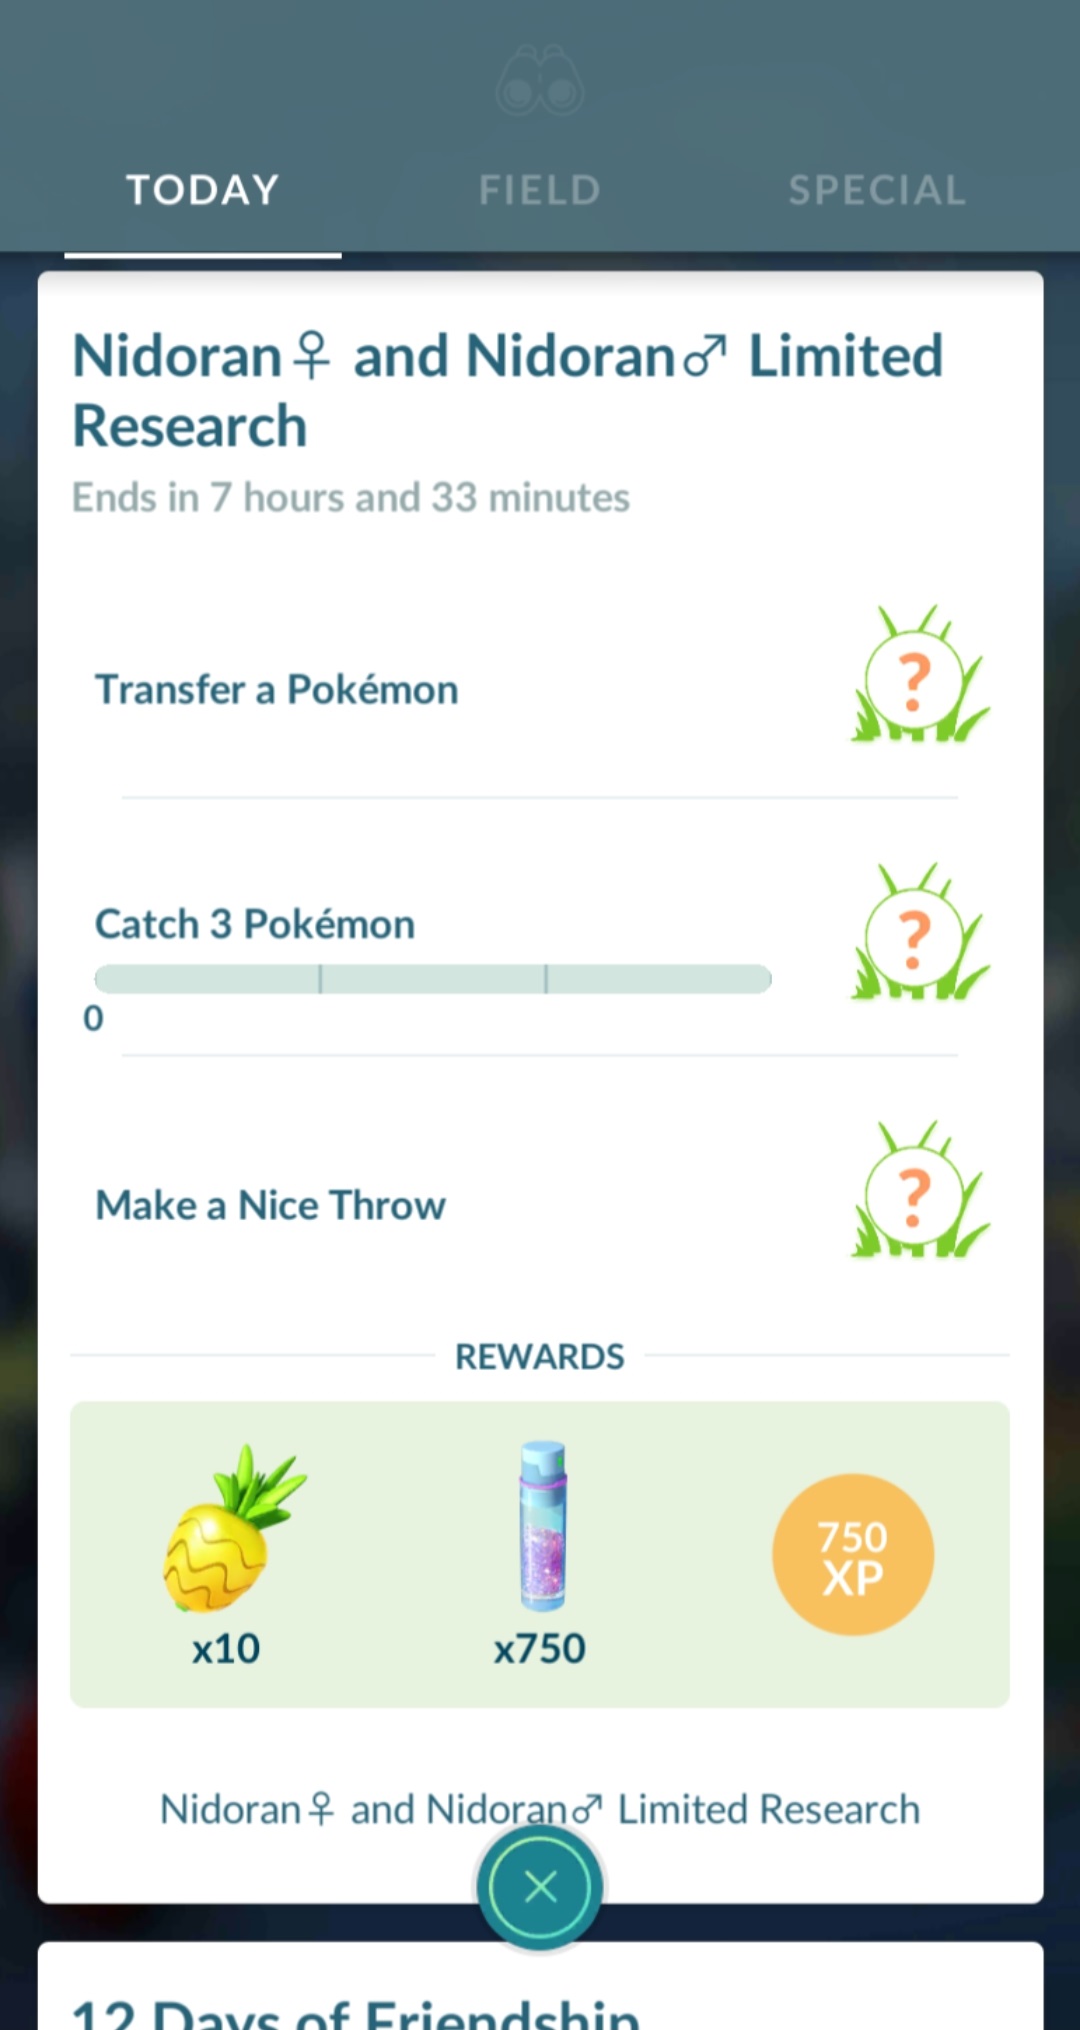 TODAY
FIELD
SPECIAL
Nidoran♀ and Nidoran♂ Limited
Research
Ends in 7 hours and 33 minutes
Transfer a Pokémon
?
Catch 3 Pokémon
?
0
Make a Nice Throw
?
REWARDS
750
XP
x10
x750
Nidoran♀ and Nidoran♂ Limited Research
12 Days of Friendship